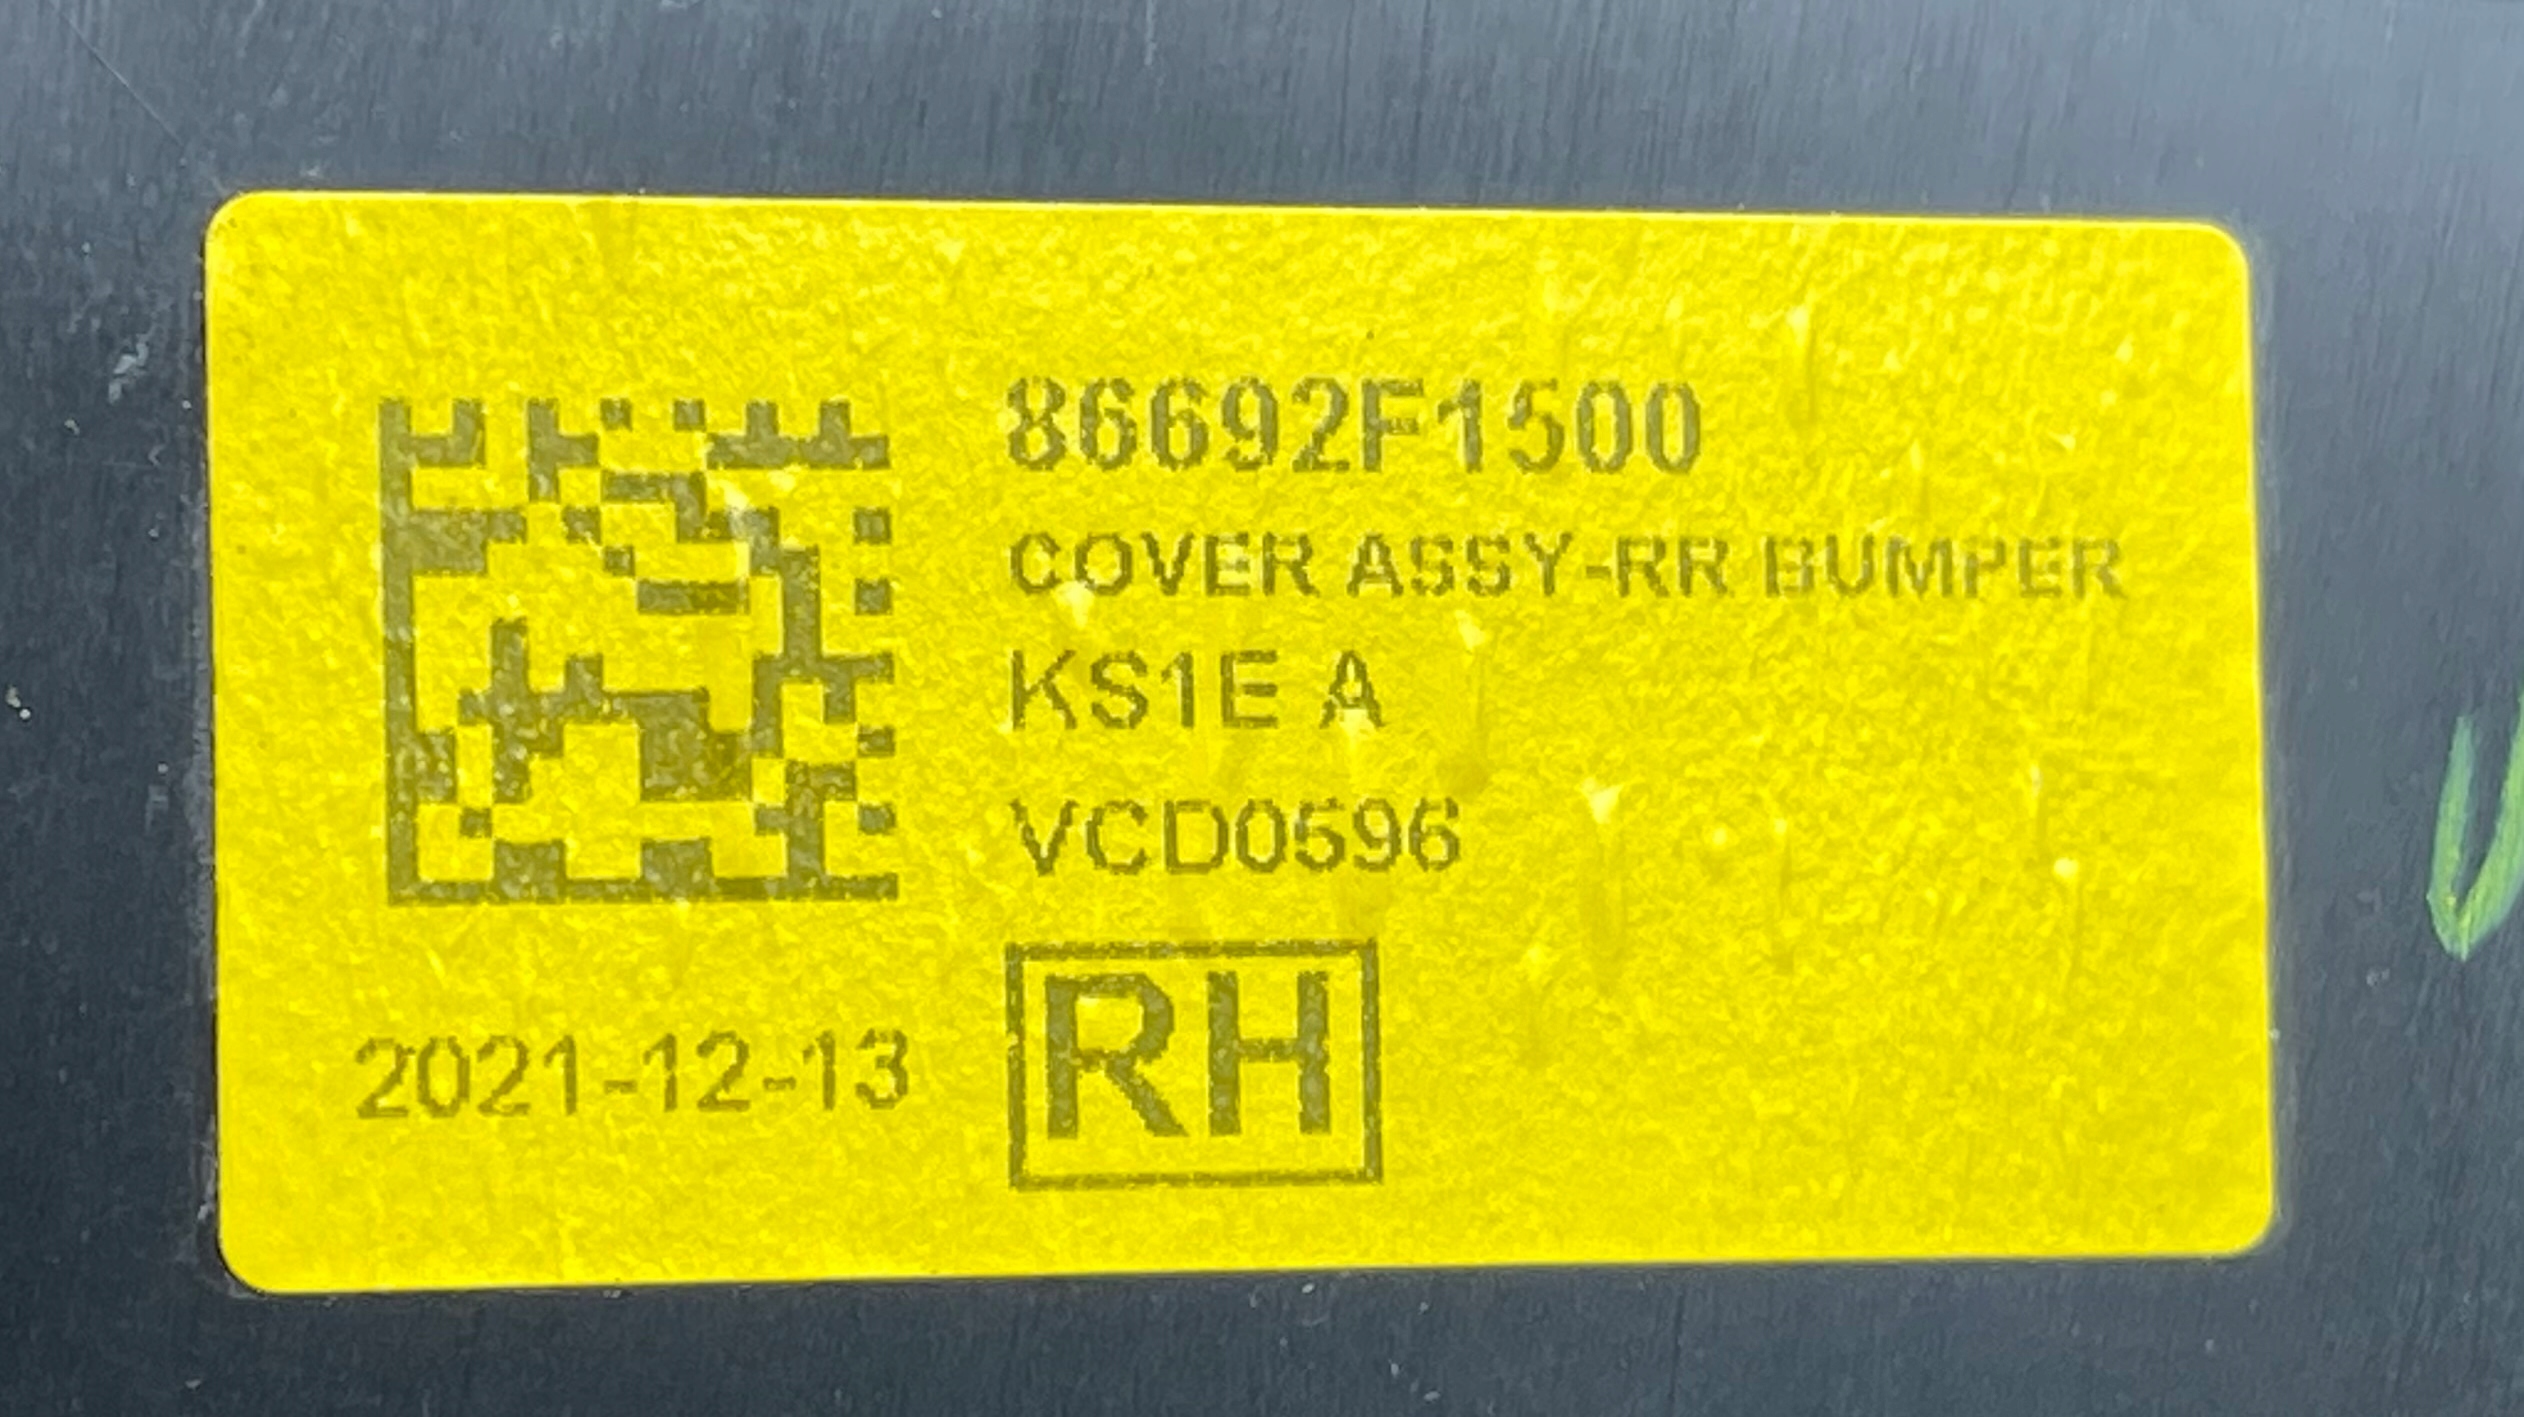 86692F1500
COVER ASSY-RR BUMPER
KS1E A
VCD0596
2021-12-13
RH